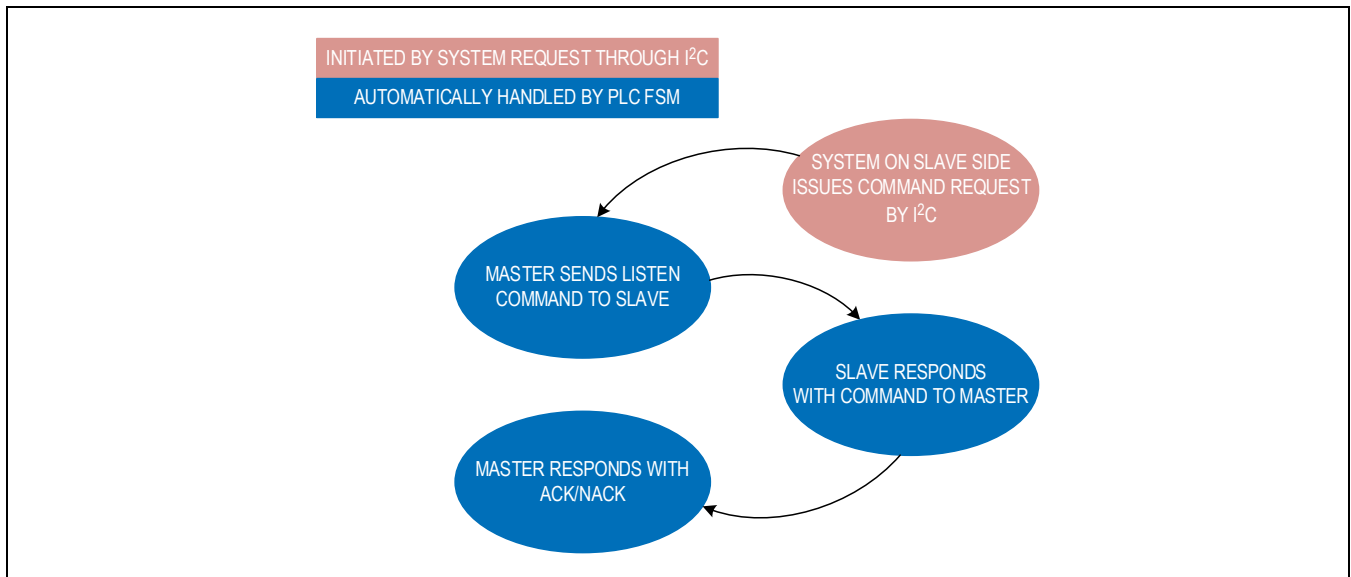 INITIATED BY SYSTEM REQUEST THROUGH I²C
AUTOMATICALLY HANDLED BY PLC FSM
SYSTEM ON SLAVE SIDE
ISSUES COMMAND REQUEST
BY I²C
MASTER SENDS LISTEN
COMMAND TO SLAVE
SLAVE RESPONDS
WITH COMMAND TO MASTER
MASTER RESPONDS WITH
ACK/NACK